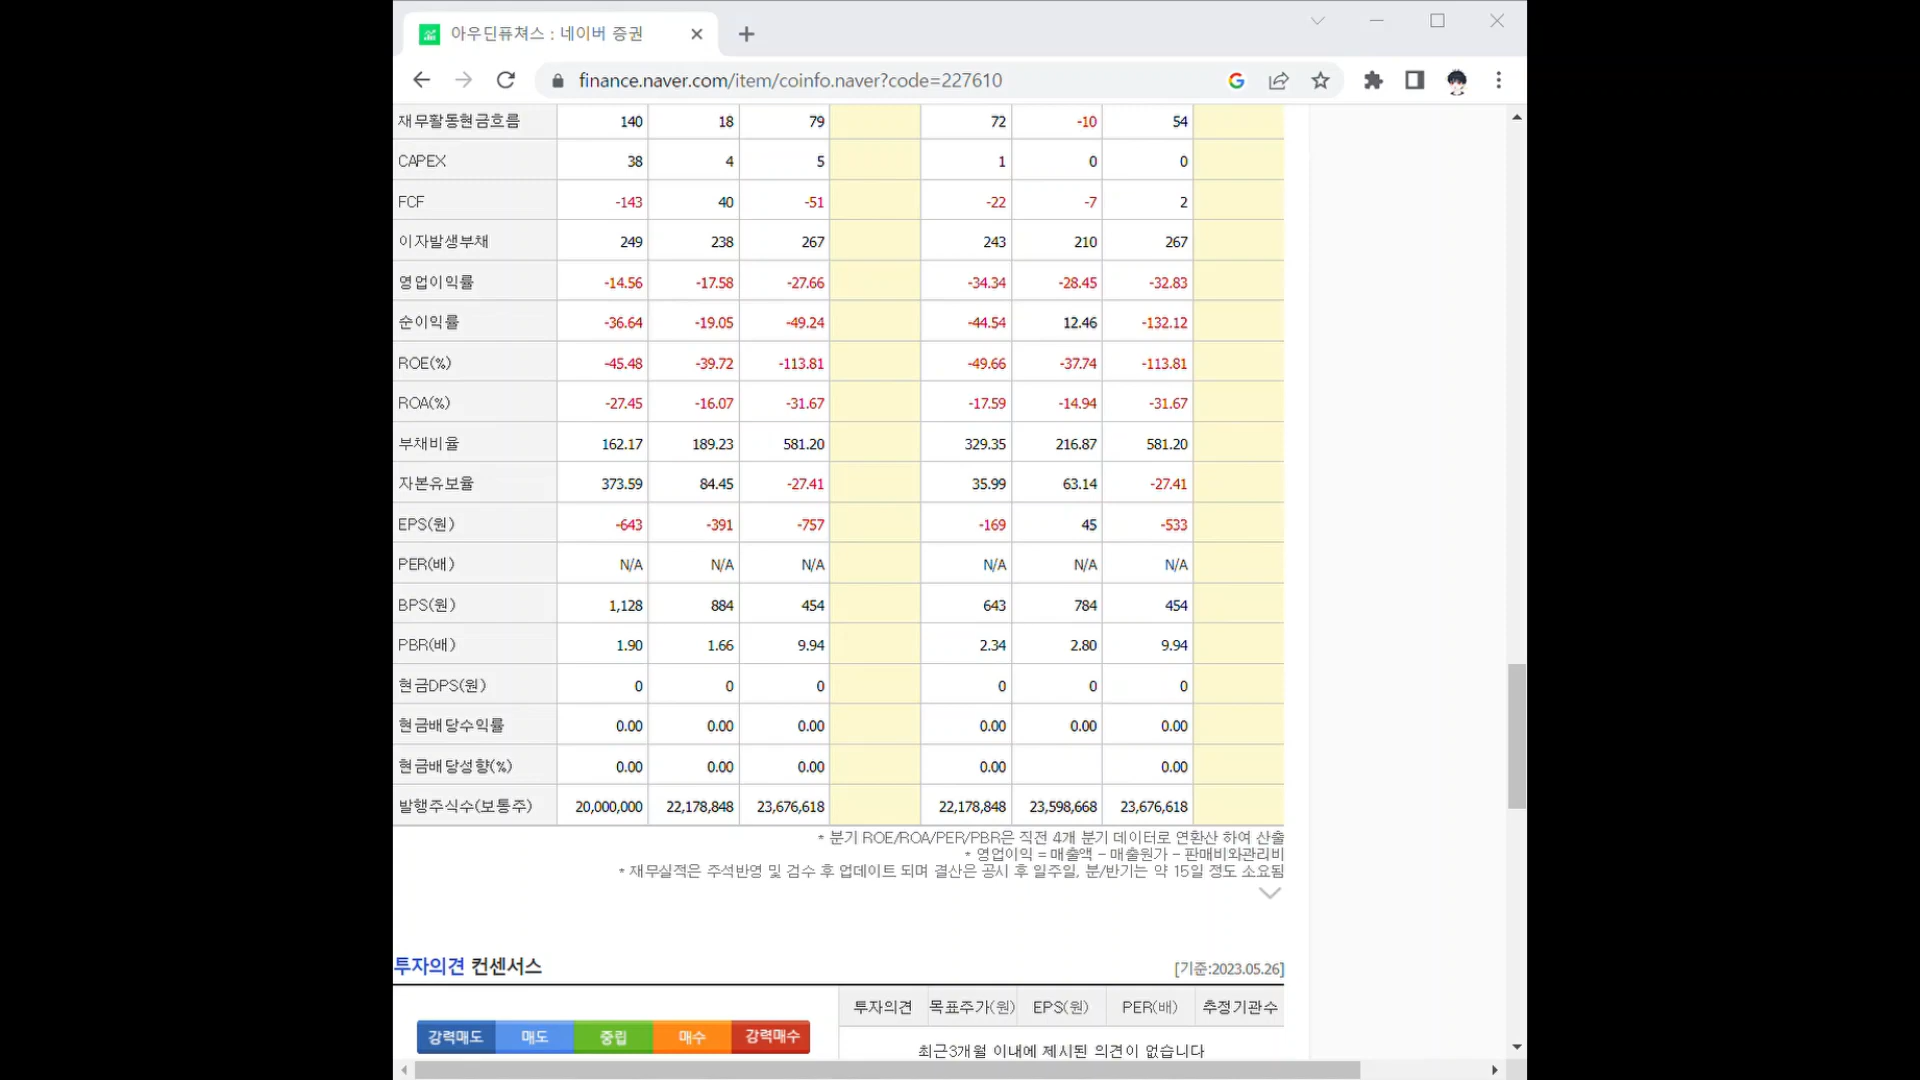 아우딘퓨쳐스 : 네이버 증권
finance.naver.com/item/coinfo.naver?code=227610
재무활동현금흐름 140 18 79 72 -10 54
CAPEX 38 4 5 1 0 0
FCF -143 40 -51 -22 -7 2
이자발생부채 249 238 267 243 210 267
영업이익률 -14.56 -17.58 -27.66 -34.34 -28.45 -32.83
순이익률 -36.64 -19.05 -49.24 -44.54 12.46 -132.12
ROE(%) -45.48 -39.72 -113.81 -49.66 -37.74 -113.81
ROA(%) -27.45 -16.07 -31.67 -17.59 -14.94 -31.67
부채비율 162.17 189.23 581.20 329.35 216.87 581.20
자본유보율 373.59 84.45 -27.41 35.99 63.14 -27.41
EPS(원) -643 -391 -757 -169 45 -533
PER(배) N/A N/A N/A N/A N/A N/A
BPS(원) 1,128 884 454 643 784 454
PBR(배) 1.90 1.66 9.94 2.34 2.80 9.94
현금DPS(원) 0 0 0 0 0 0
현금배당수익률 0.00 0.00 0.00 0.00 0.00 0.00
현금배당성향(%) 0.00 0.00 0.00 0.00 0.00
발행주식수(보통주) 20,000,000 22,178,848 23,676,618 22,178,848 23,598,668 23,676,618
* 분기 ROE/ROA/PER/PBR은 직전 4개 분기 데이터로 연환산 하여 산출
* 영업이익 = 매출액 - 매출원가 - 판매비와관리비
* 재무실적은 주석반영 및 검수 후 업데이트 되며 결산은 공시 후 일주일, 분/반기는 약 15일 정도 소요됨
투자의견 컨센서스 [기준:2023.05.26]
투자의견 목표주가(원) EPS(원) PER(배) 추정기관수
강력매도 매도 중립 매수 강력매수
최근3개월 이내에 제시된 의견이 없습니다